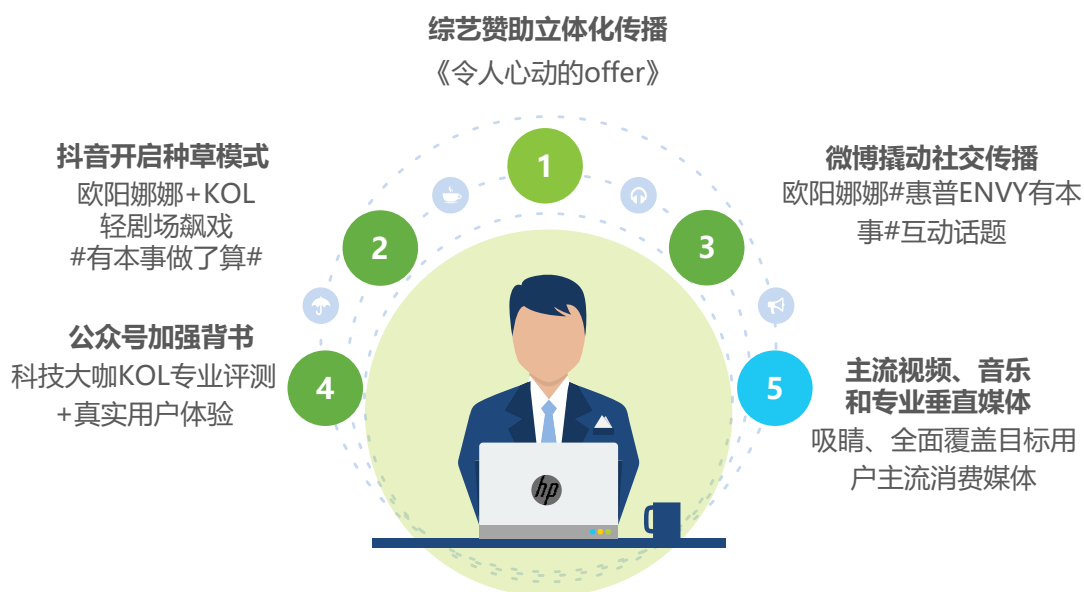 综艺赞助立体化传播
《令人心动的offer》
1
抖音开启种草模式
欧阳娜娜+KOL
轻剧场飙戏
#有本事做了算#
2
微博撬动社交传播
欧阳娜娜#惠普ENVY有本
事#互动话题
3
公众号加强背书
科技大咖KOL专业评测
+真实用户体验
4
主流视频、音乐
和专业垂直媒体
吸睛、全面覆盖目标用
户主流消费媒体
5
hp